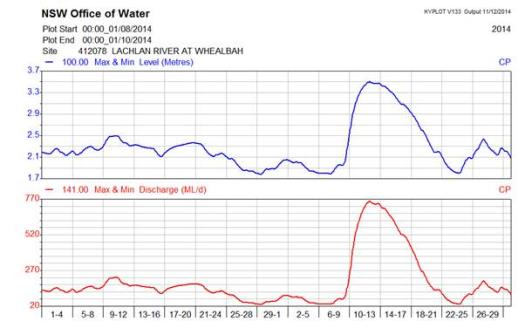 NSW Office of Water
KYPLOT V133 Output 11/12/2014
Plot Start 00:00_01/08/2014
2014
Plot End 00:00_01/10/2014
Site 412078 LACHLAN RIVER AT WHEALBAH
100.00 Max & Min Level (Metres) CP
3.7
3.3
2.9
2.5
2.1
1.7
141.00 Max & Min Discharge (ML/d) CP
770
520
270
20
1-4 5-8 9-12 13-16 17-20 21-24 25-28 29-1 2-5 6-9 10-13 14-17 18-21 22-25 26-29